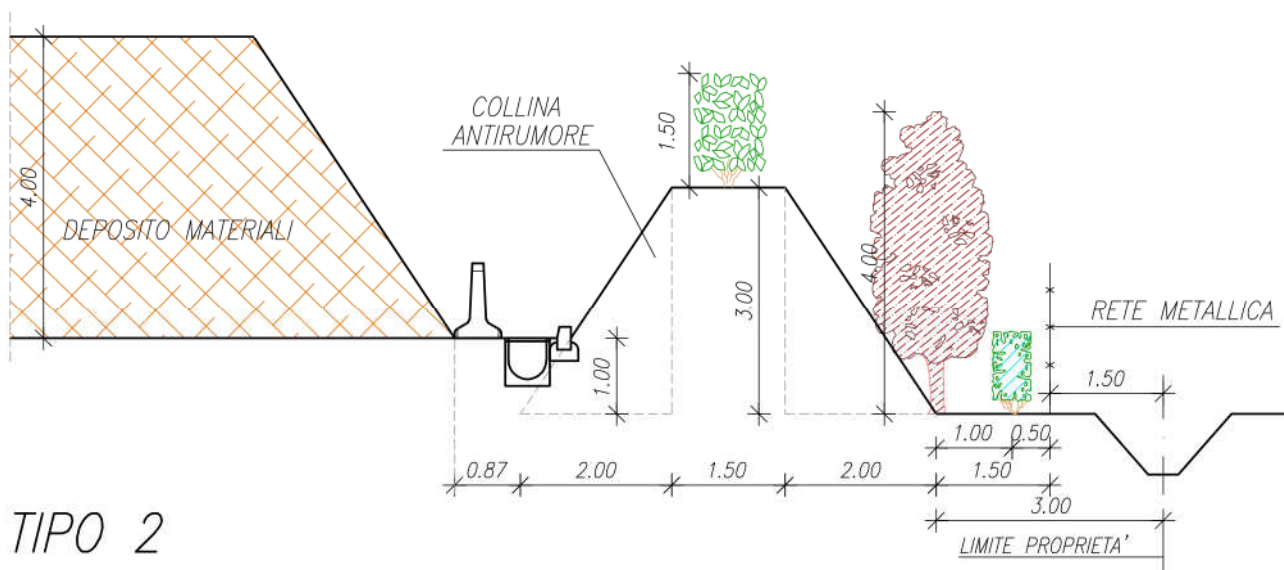 COLLINA
ANTIRUMORE
1.50
4.00
DEPOSITO MATERIALI
3.00
4.00
RETE METALLICA
1.00
1.50
1.00 0.50
0.87 2.00 1.50 2.00 1.50
3.00
TIPO 2
LIMITE PROPRIETA'